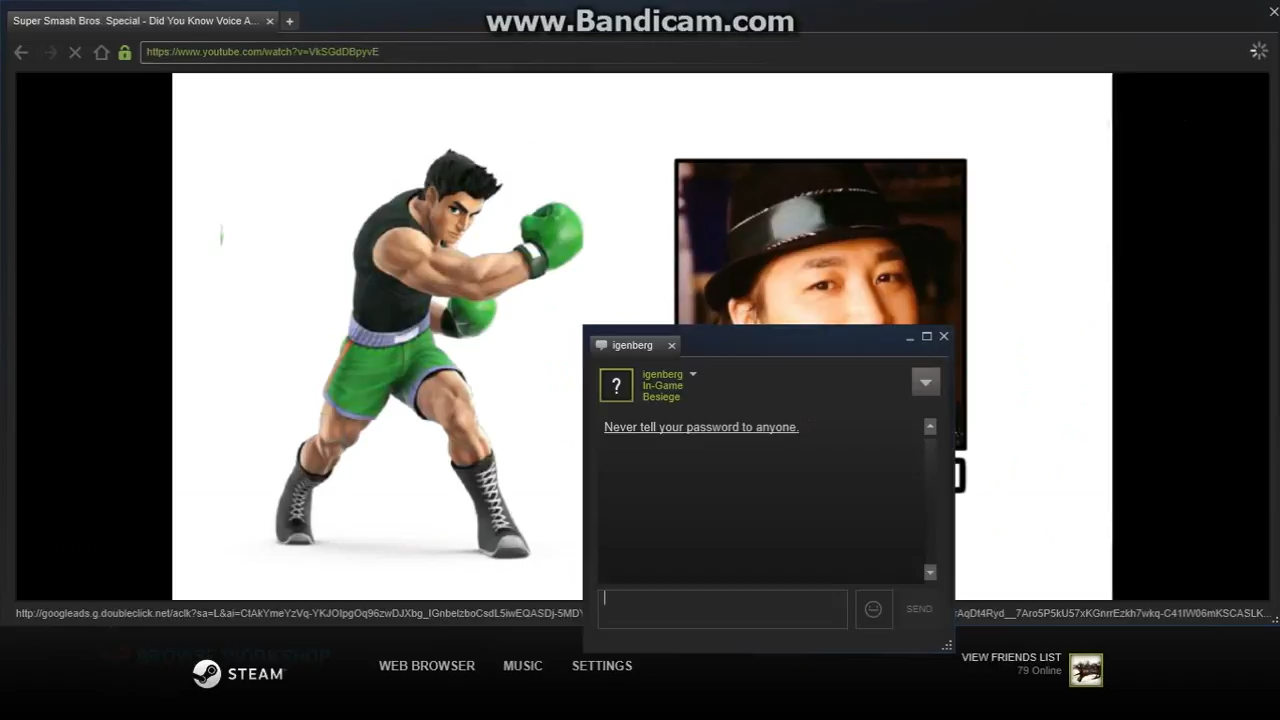 www.Bandicam.com
Super Smash Bros. Special - Did You Know Voice A...
https://www.youtube.com/watch?v=VkSGdDBpyvE
igenberg
igenberg
In-Game
Besiege
?
Never tell your password to anyone.
SEND
STEAM
WEB BROWSER
MUSIC
SETTINGS
VIEW FRIENDS LIST
79 Online